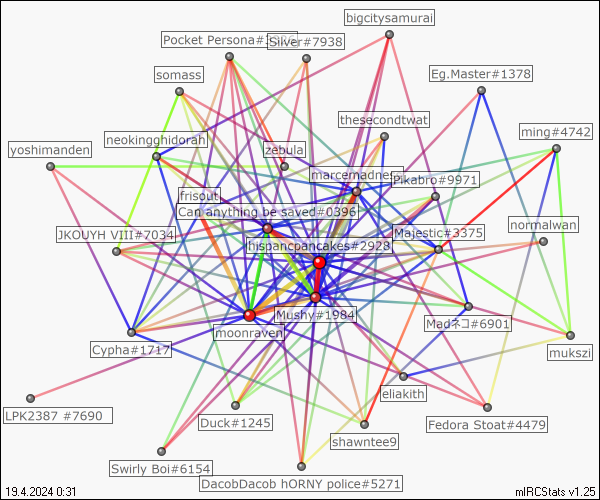 bigcitysamurai
Silver#7938
somass
Eg.Master#1378
thesecondtwat
ming#4742
neokingghidorah
yoshimanden
zebula
Pikabro#9971
frisout
Can anything be saved#0396
normalwan
JKOUYH VIII#7034
Majestic#3375
hispancpancakes#2928
Mushy#1984
Madネコ#6901
moonraven
Cypha#1717
mukszi
eliakith
LPK2387 #7690
Duck#1245
Fedora Stoat#4479
shawntee9
Swirly Boi#6154
DacobDacob hORNY police#5271
19.4.2024 0:31
mIRCStats v1.25